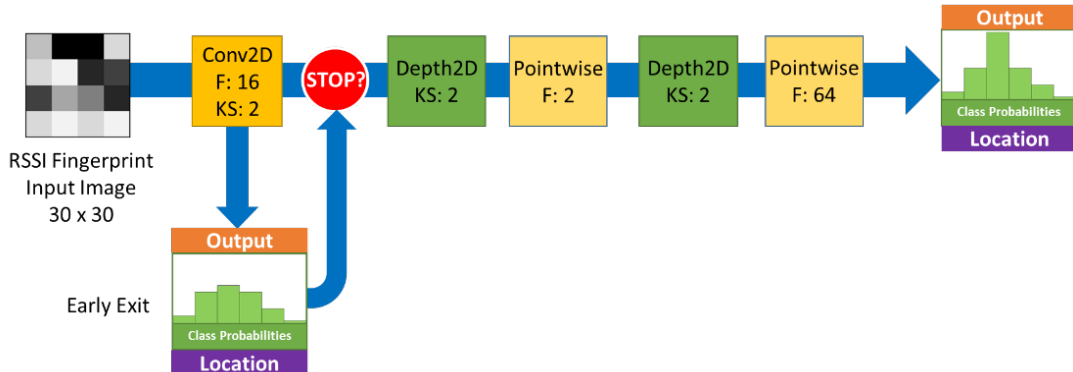 RSSI Fingerprint
Input Image
30 x 30
Conv2D
F: 16
KS: 2
STOP?
Depth2D
KS: 2
Pointwise
F: 2
Depth2D
KS: 2
Pointwise
F: 64
Output
Class Probabilities
Location
Early Exit
Output
Class Probabilities
Location